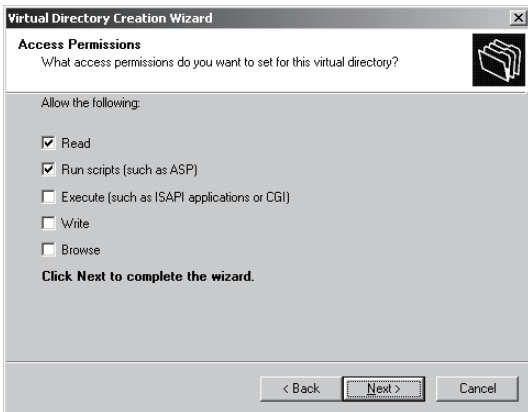 Virtual Directory Creation Wizard
Access Permissions
What access permissions do you want to set for this virtual directory?
Allow the following:
Read
Run scripts (such as ASP)
Execute (such as ISAPI applications or CGI)
Write
Browse
Click Next to complete the wizard.
< Back Next > Cancel